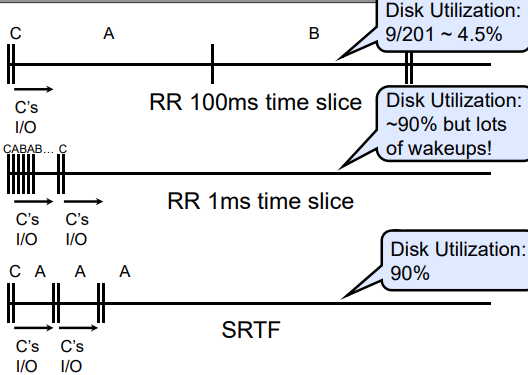 Disk Utilization:
9/201 ~ 4.5%
C A B
C's
I/O
RR 100ms time slice
Disk Utilization:
~90% but lots
of wakeups!
CABAB… C
RR 1ms time slice
C's C's
I/O I/O
Disk Utilization:
90%
C A A A
SRTF
C's C's
I/O I/O